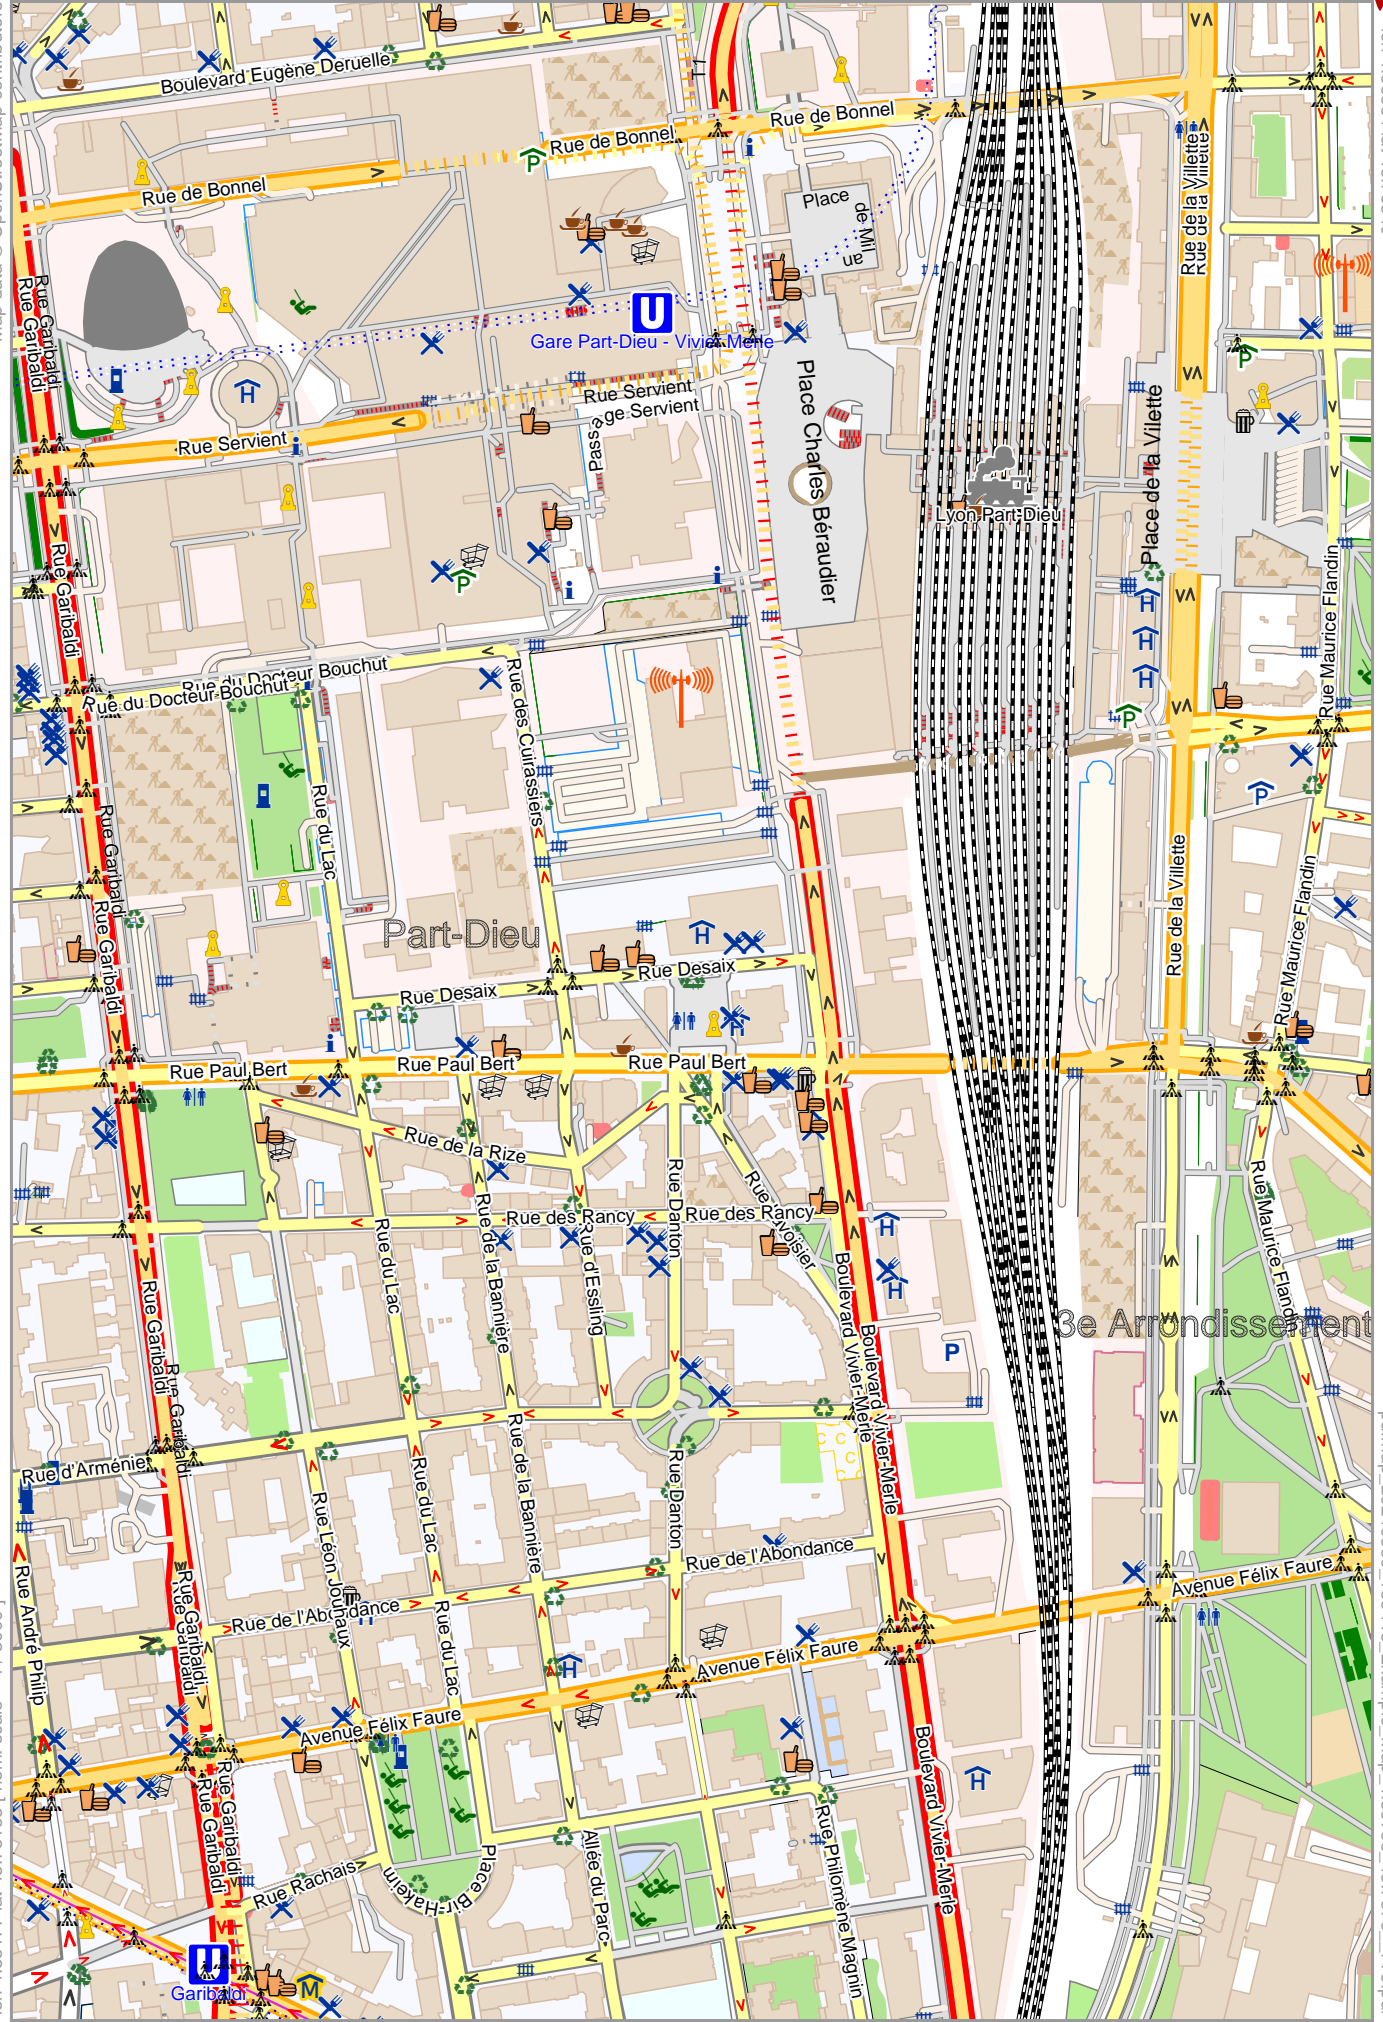 T1
Boulevard Eugène Deruelle
Rue de Bonnel
Rue de Bonnel
Rue de Bonnel
i
P
Rue de la Villette
Rue de la Villette
Place
de Mil
an
Rue Garibaldi
Rue Garibaldi
U
Gare Part-Dieu - Vivier Merle
H
P
Rue Servient
Passa
ge Servient
Rue Servient
i
Place Charles Béraudier
Place de la Villette
Lyon Part-Dieu
Rue Garibaldi
P
i
i
H
H
H
Rue Maurice Flandin
Rue du Docteur Bouchut
Rue du Docteur Bouchut
Rue des Cuirassiers
P
Rue du Lac
P
Rue Garibaldi
Rue Garibaldi
Rue de la Villette
Rue Maurice Flandin
Part-Dieu
H
Rue Desaix
Rue Desaix
H
i
Rue Paul Bert
Rue Paul Bert
Rue Paul Bert
Rue de la Rize
Rue Danton
Rue Lavoisier
Rue Maurice Flandin
Rue des Rancy
Rue des Rancy
H
H
Rue du Lac
Rue de la Bannière
Rue d'Essling
Boulevard Vivier-Merle
Boulevard Vivier-Merle
Rue Garibaldi
Rue Garibaldi
3e Arrondissement
P
Rue d'Arménie
Rue Léon Jouhaux
Rue du Lac
Rue de la Bannière
Rue Danton
C
C
C
C
C
Rue de l'Abondance
Rue de l'Abondance
H
Rue André Philip
Rue Garibaldi
Rue Garibaldi
Rue du Lac
Avenue Félix Faure
Avenue Félix Faure
Avenue Félix Faure
H
Rue Garibaldi
Rue Garibaldi
Boulevard Vivier-Merle
H
Rue Rachais
Place Bir-Hakeim
Allée du Parc
Rue Philomène Magnin
U
Garibaldi
M